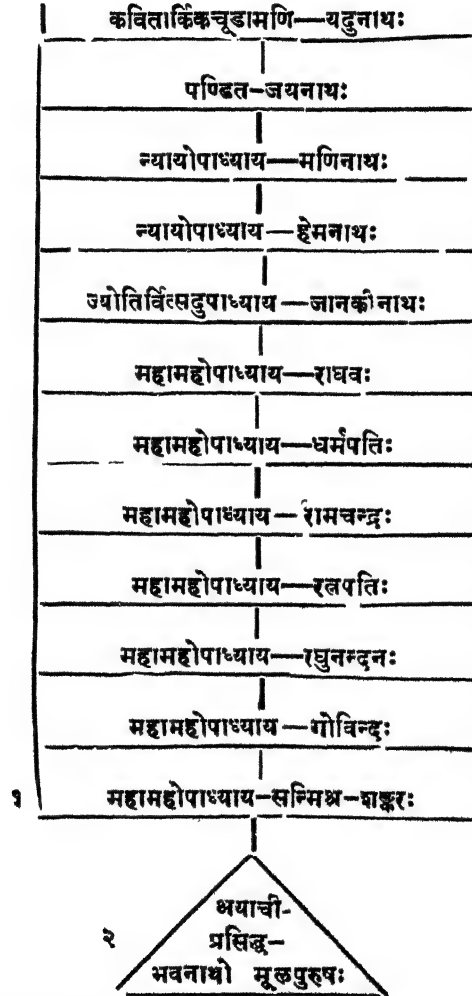 कवितार्किकचूडामणि—यदुनाथः
पण्डित-जयनाथः
न्यायोपाध्याय—मणिनाथः
न्यायोपाध्याय—हेमनाथः
ज्योतिर्वित्सदुपाध्याय—जानकीनाथः
महामहोपाध्याय—राघवः
महामहोपाध्याय—धर्मपतिः
महामहोपाध्याय—रामचन्द्रः
महामहोपाध्याय—रत्नपतिः
महामहोपाध्याय—रघुनन्दनः
महामहोपाध्याय—गोविन्दः
१ महामहोपाध्याय-सन्मिश्र-शङ्करः
अयाची-
२ प्रसिद्ध-
भवनाथो मूलपुरुषः